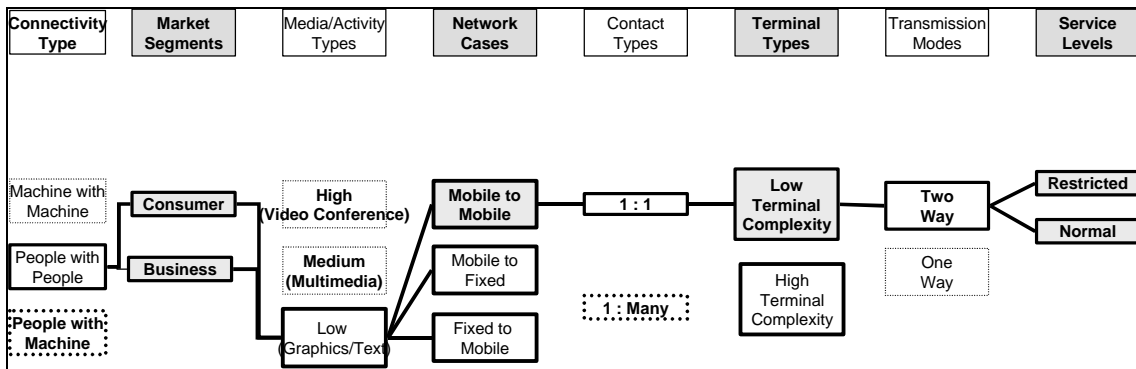 Connectivity
Type
Market
Segments
Media/Activity
Types
Network
Cases
Contact
Types
Terminal
Types
Transmission
Modes
Service
Levels
Machine with
Machine
People with
People
People with
Machine
Consumer
Business
High
(Video Conference)
Medium
(Multimedia)
Low
(Graphics/Text)
Mobile to
Mobile
Mobile to
Fixed
Fixed to
Mobile
1 : 1
1 : Many
Low
Terminal
Complexity
High
Terminal
Complexity
Two
Way
One
Way
Restricted
Normal